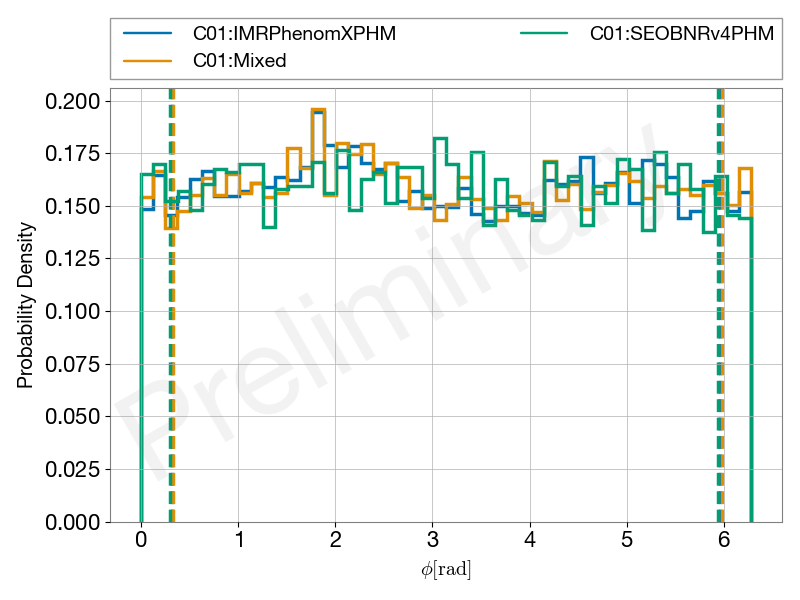 C01:IMRPhenomXPHM
C01:Mixed
C01:SEOBNRv4PHM
0.200
0.175
0.150
0.125
0.100
0.075
0.050
0.025
0.000
Probability Density
Preliminary
0 1 2 3 4 5 6
ϕ[rad]